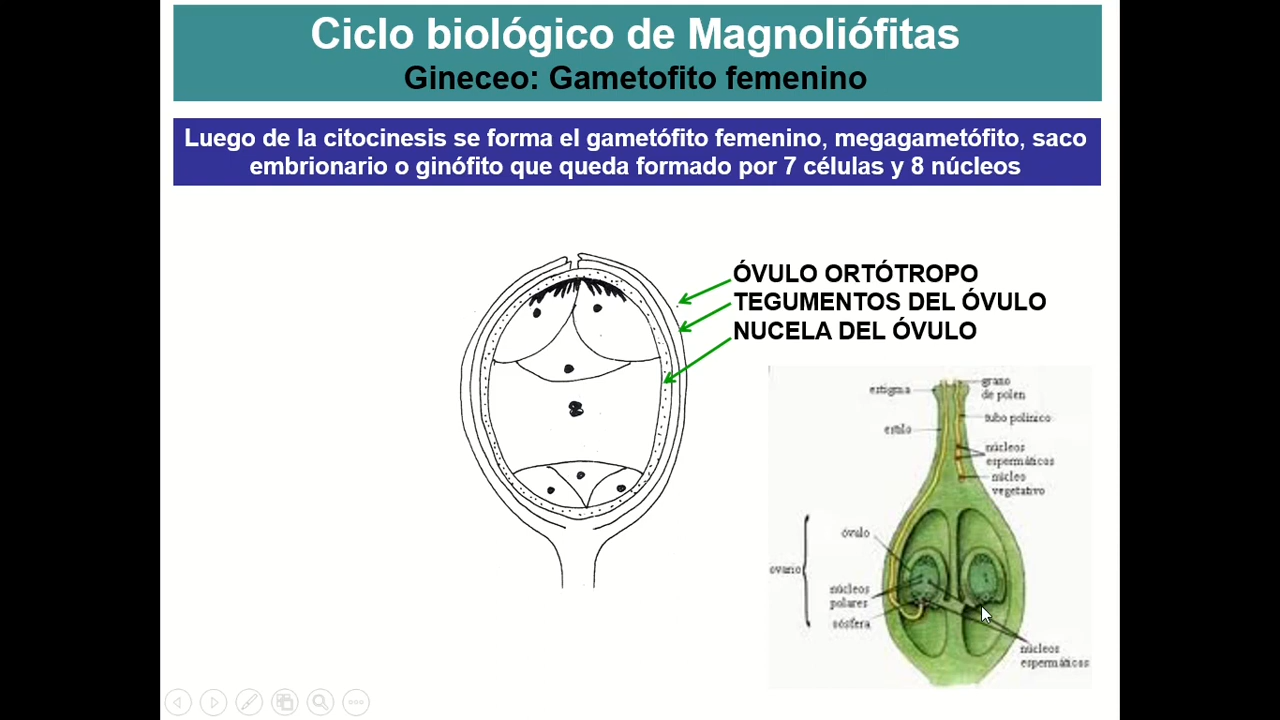 Ciclo biológico de Magnoliófitas
Gineceo: Gametofito femenino
Luego de la citocinesis se forma el gametófito femenino, megagametófito, saco
embrionario o ginófito que queda formado por 7 células y 8 núcleos
ÓVULO ORTÓTROPO
TEGUMENTOS DEL ÓVULO
NUCELA DEL ÓVULO
estigma
grano
de polen
tubo polínico
estilo
núcleos
espermáticos
núcleo
vegetativo
óvulo
ovario
núcleos
polares
núcleos
espermáticos